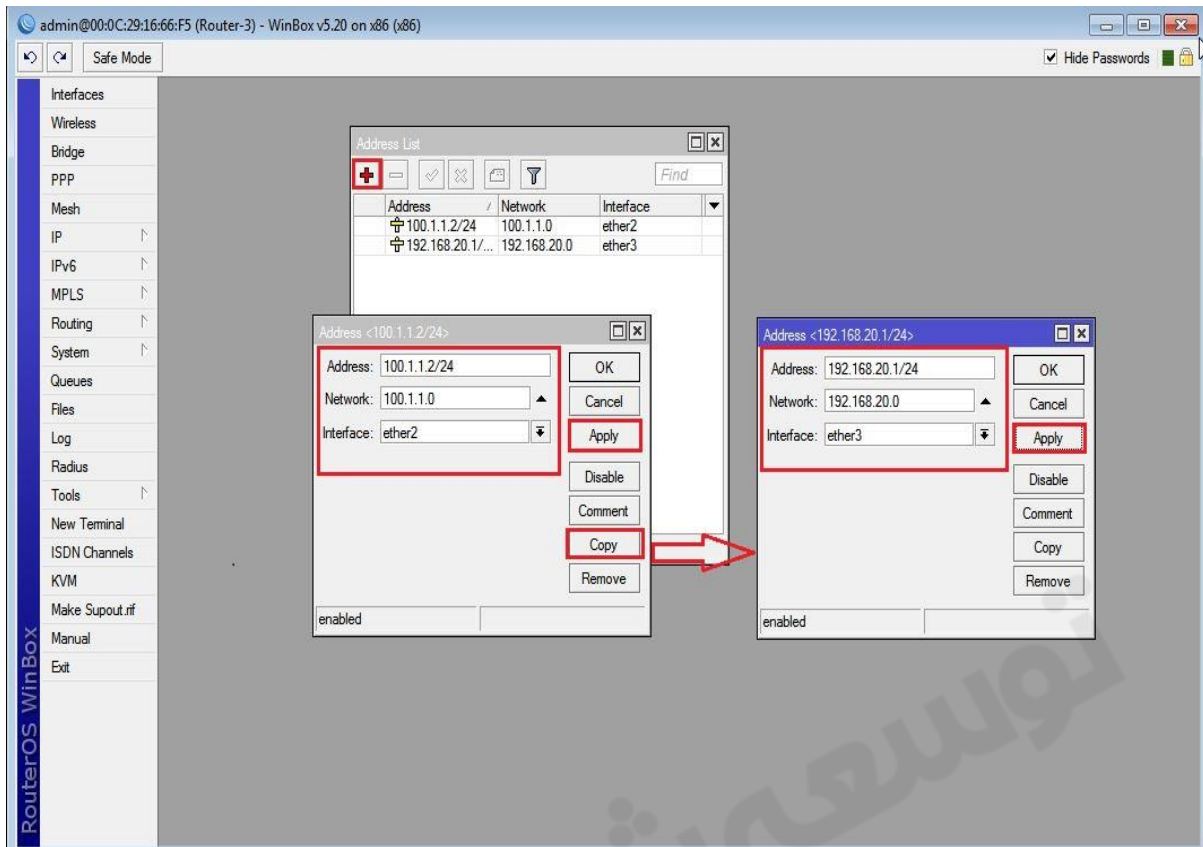 admin@00:0C:29:16:66:F5 (Router-3) - WinBox v5.20 on x86 (x86)
Safe Mode
Hide Passwords
Interfaces
Wireless
Bridge
PPP
Mesh
IP
IPv6
MPLS
Routing
System
Queues
Files
Log
Radius
Tools
New Terminal
ISDN Channels
KVM
Make Supout.rif
Manual
Exit
RouterOS WinBox
Address List
Find
Address Network Interface
100.1.1.2/24 100.1.1.0 ether2
192.168.20.1/... 192.168.20.0 ether3
Address <100.1.1.2/24>
Address: 100.1.1.2/24
Network: 100.1.1.0
Interface: ether2
OK
Cancel
Apply
Disable
Comment
Copy
Remove
enabled
Address <192.168.20.1/24>
Address: 192.168.20.1/24
Network: 192.168.20.0
Interface: ether3
OK
Cancel
Apply
Disable
Comment
Copy
Remove
enabled
توسعه